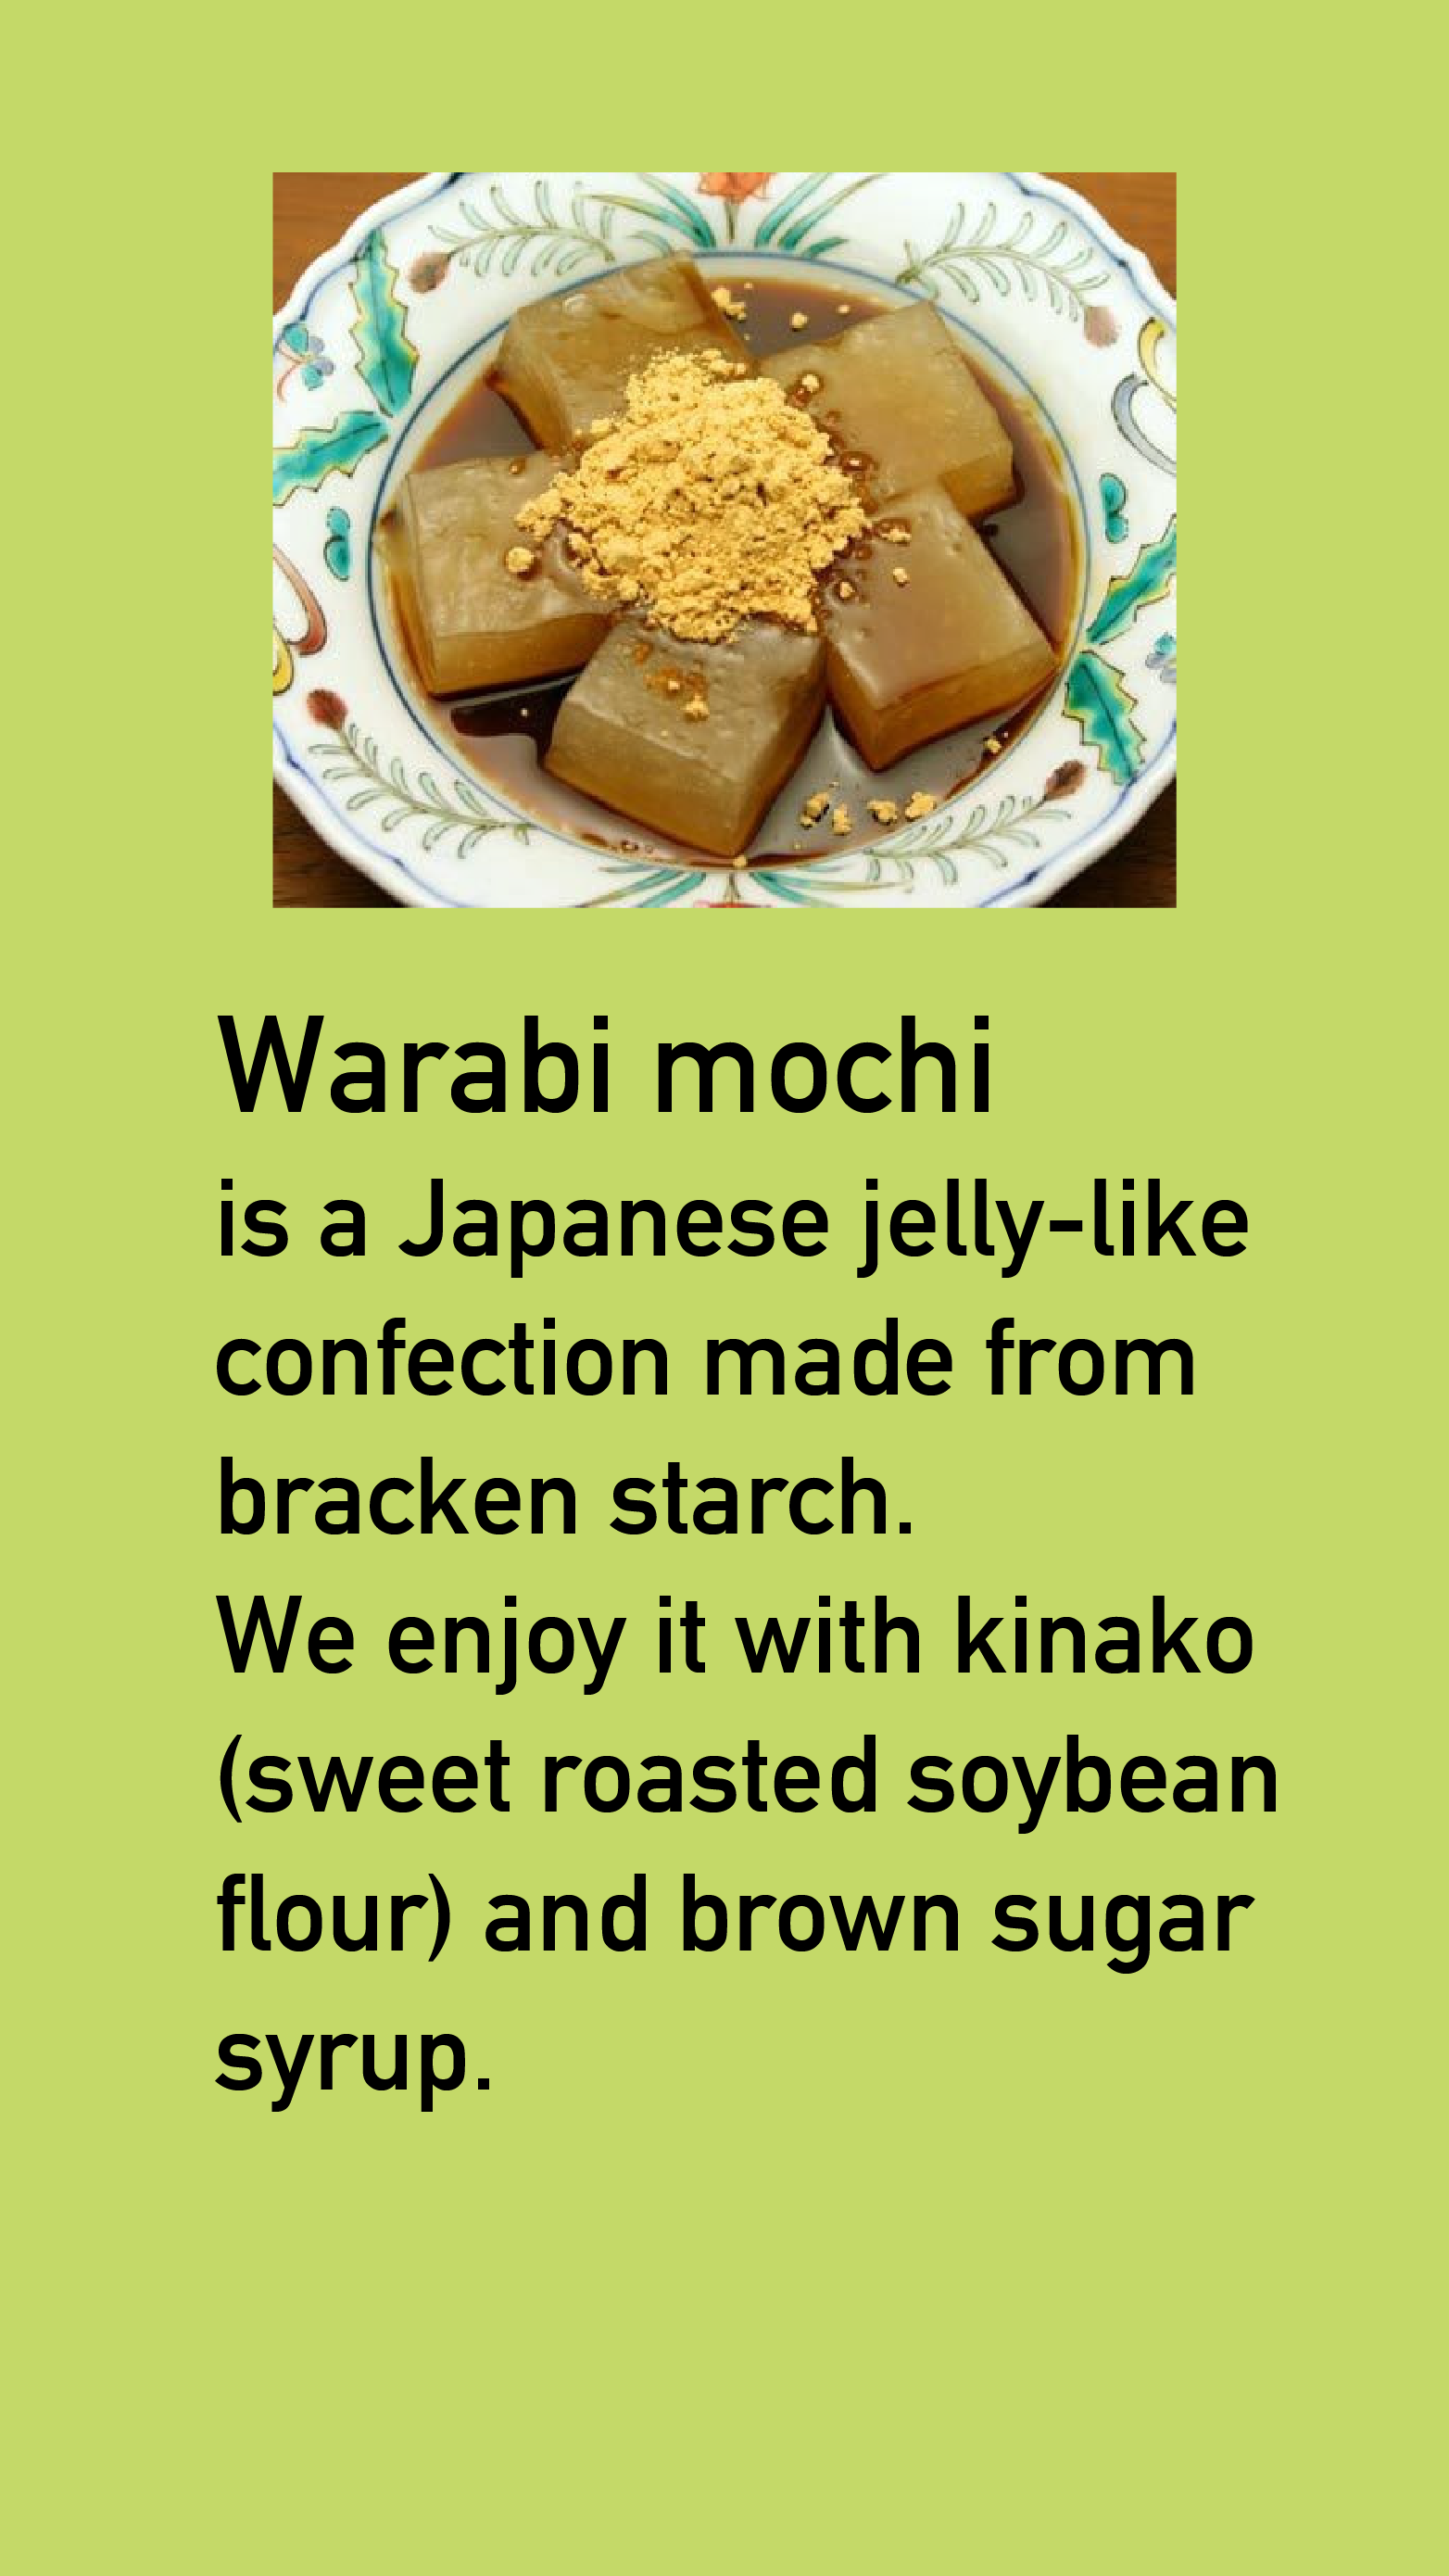 Warabi mochi
is a Japanese jelly-like
confection made from
bracken starch.
We enjoy it with kinako
(sweet roasted soybean
flour) and brown sugar
syrup.